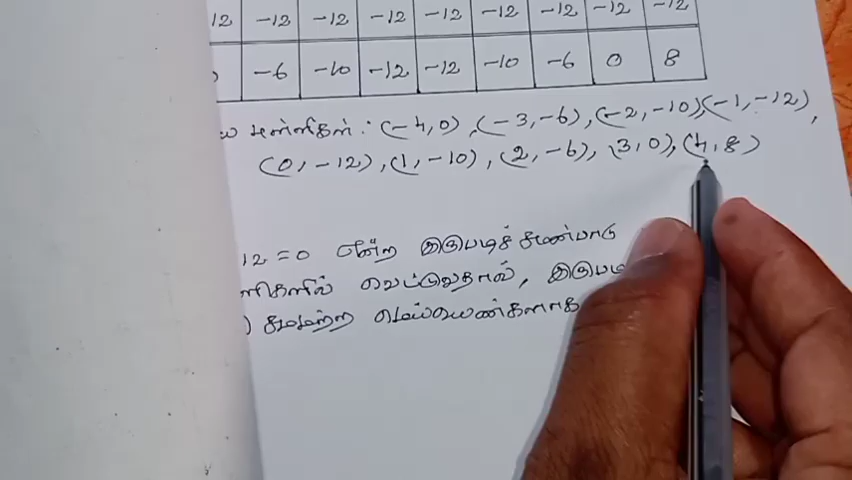 12 -12 -12 -12 -12 -12 -12 -12 -12
-6 -10 -12 -12 -10 -6 0 8
புள்ளிகள் : (-4, 0), (-3, -6), (-2, -10), (-1, -12),
(0, -12), (1, -10), (2, -6), (3, 0), (4, 8)
12 = 0 என்ற இருபடிச் சமன்பாடு
ளிகளில் வெட்டுவதால், இருபடி
) சமமற்ற மெய்யெண்களாக